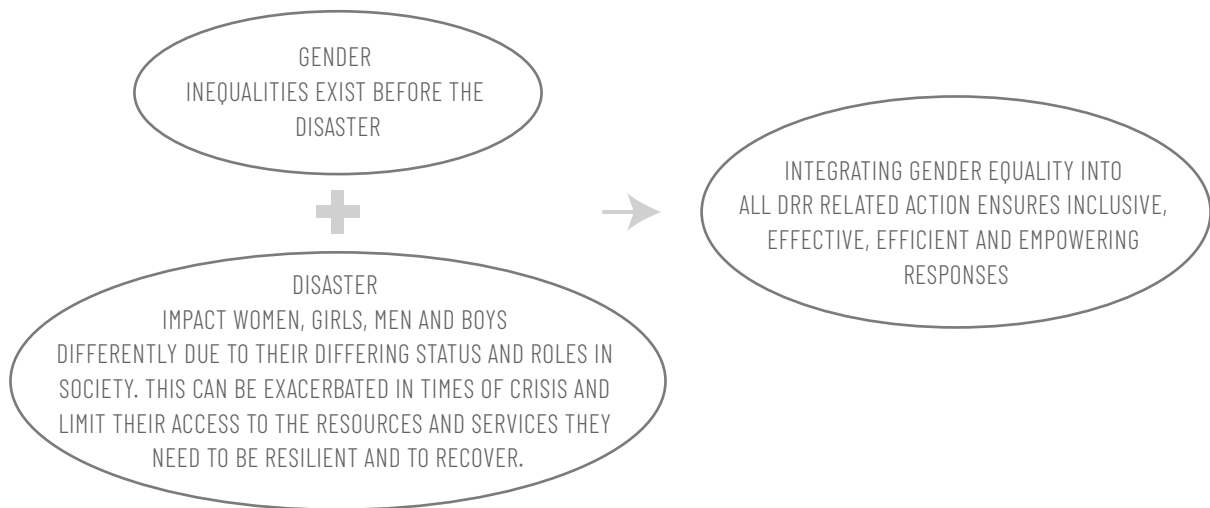 GENDER
INEQUALITIES EXIST BEFORE THE
DISASTER
DISASTER
IMPACT WOMEN, GIRLS, MEN AND BOYS
DIFFERENTLY DUE TO THEIR DIFFERING STATUS AND ROLES IN
SOCIETY. THIS CAN BE EXACERBATED IN TIMES OF CRISIS AND
LIMIT THEIR ACCESS TO THE RESOURCES AND SERVICES THEY
NEED TO BE RESILIENT AND TO RECOVER.
INTEGRATING GENDER EQUALITY INTO
ALL DRR RELATED ACTION ENSURES INCLUSIVE,
EFFECTIVE, EFFICIENT AND EMPOWERING
RESPONSES